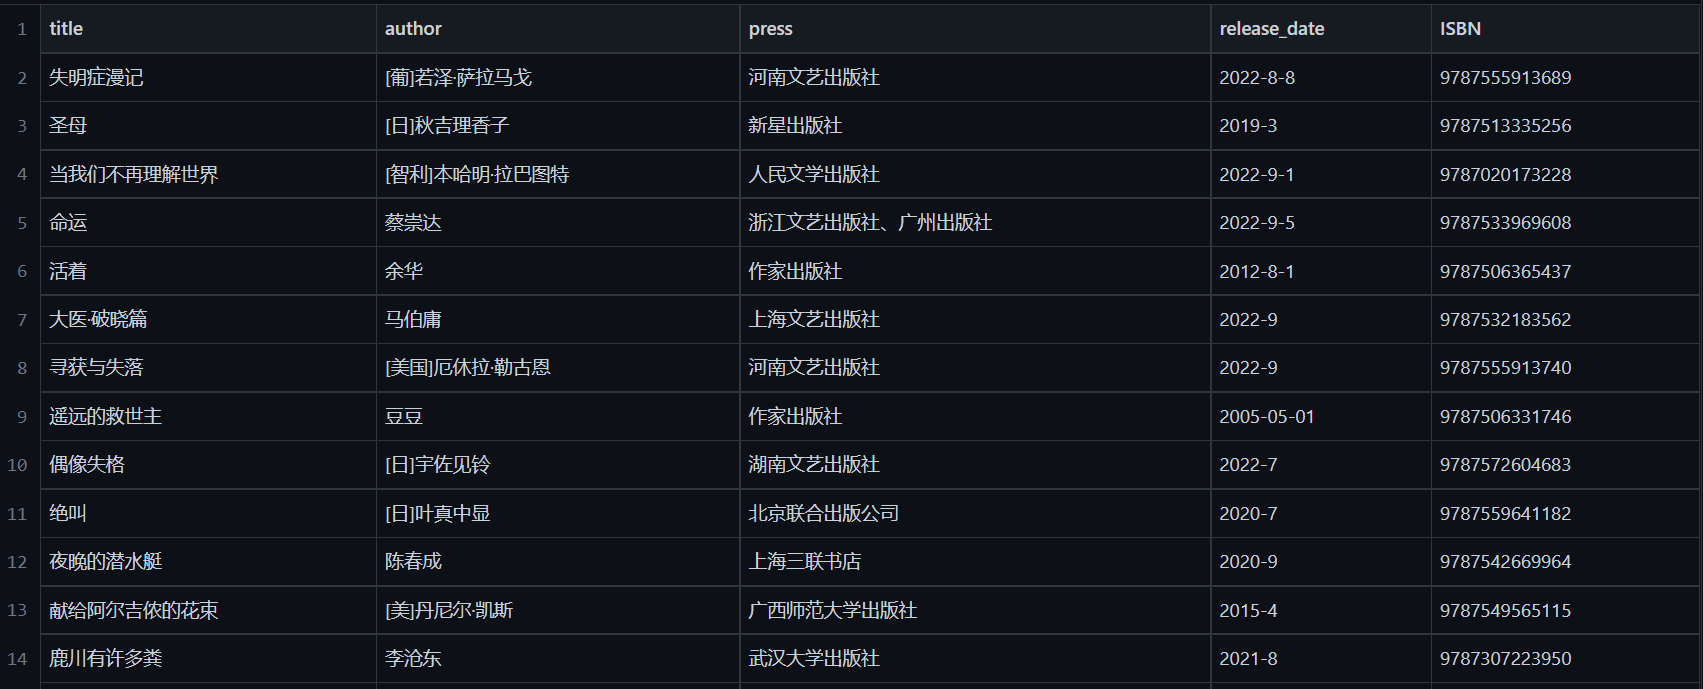 1 title author press release_date ISBN
2 失明症漫记 [葡]若泽·萨拉马戈 河南文艺出版社 2022-8-8 9787555913689
3 圣母 [日]秋吉理香子 新星出版社 2019-3 9787513335256
4 当我们不再理解世界 [智利]本哈明·拉巴图特 人民文学出版社 2022-9-1 9787020173228
5 命运 蔡崇达 浙江文艺出版社、广州出版社 2022-9-5 9787533969608
6 活着 余华 作家出版社 2012-8-1 9787506365437
7 大医·破晓篇 马伯庸 上海文艺出版社 2022-9 9787532183562
8 寻获与失落 [美国]厄休拉·勒古恩 河南文艺出版社 2022-9 9787555913740
9 遥远的救世主 豆豆 作家出版社 2005-05-01 9787506331746
10 偶像失格 [日]宇佐见铃 湖南文艺出版社 2022-7 9787572604683
11 绝叫 [日]叶真中显 北京联合出版公司 2020-7 9787559641182
12 夜晚的潜水艇 陈春成 上海三联书店 2020-9 9787542669964
13 献给阿尔吉侬的花束 [美]丹尼尔·凯斯 广西师范大学出版社 2015-4 9787549565115
14 鹿川有许多粪 李沧东 武汉大学出版社 2021-8 9787307223950